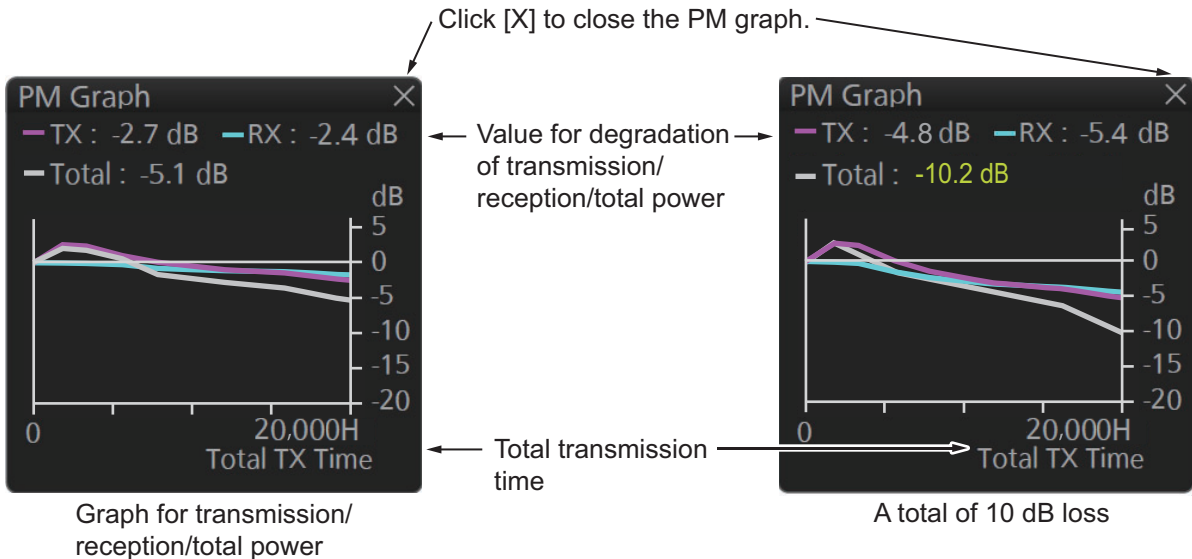 Click [X] to close the PM graph.
PM Graph
TX : -2.7 dB RX : -2.4 dB
Total : -5.1 dB
dB
5
0
-5
-10
-15
-20
0 20,000H
Total TX Time
Graph for transmission/
reception/total power
Value for degradation
of transmission/
reception/total power
Total transmission
time
PM Graph
TX : -4.8 dB RX : -5.4 dB
Total : -10.2 dB
dB
5
0
-5
-10
-15
-20
0 20,000H
Total TX Time
A total of 10 dB loss